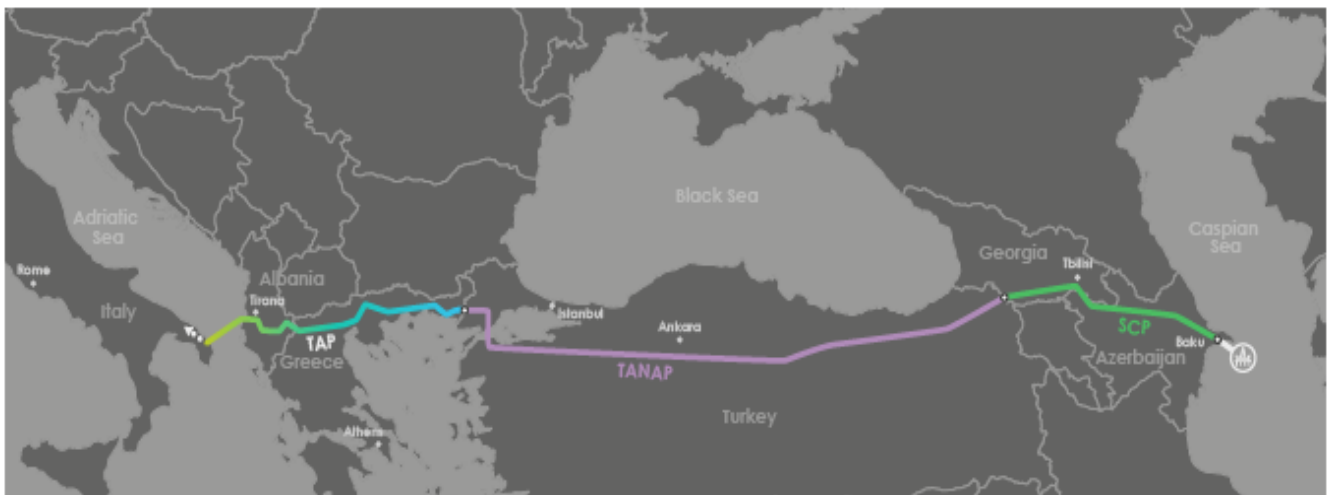 Black Sea
Adriatic
Sea
Caspian
Sea
Georgia
Tbilisi
Rome
Albania
Tirana
Italy
Istanbul
Ankara
SCP
TAP
Baku
Greece
Azerbaijan
TANAP
Turkey
Athens